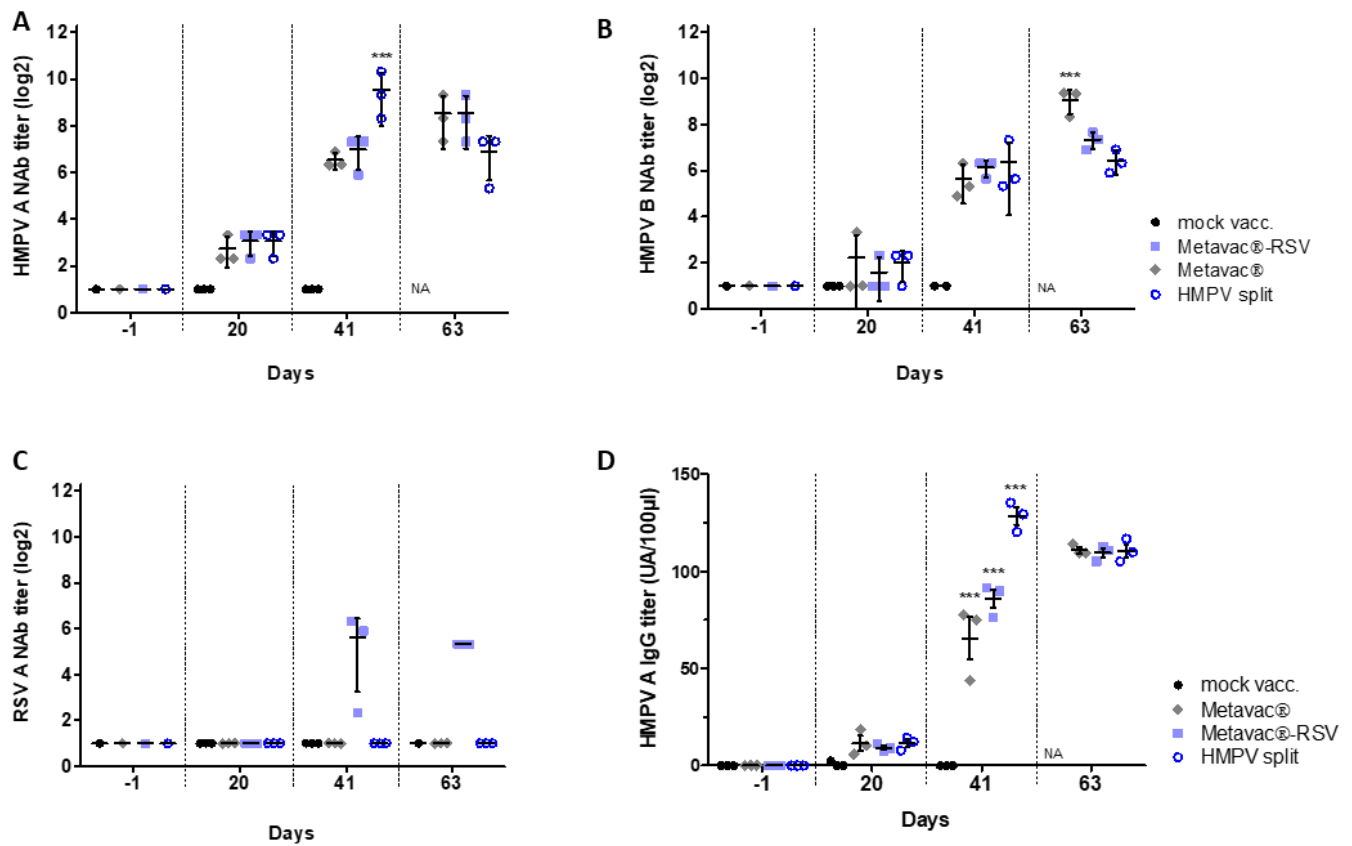 A
HMPV A NAb titer (log2)
12
10
8
6
4
2
0
***
NA
-1 20 41 63
Days
B
HMPV B NAb titer (log2)
12
10
8
6
4
2
0
***
NA
-1 20 41 63
Days
mock vacc.
Metavac®-RSV
Metavac®
HMPV split
C
RSV A NAb titer (log2)
12
10
8
6
4
2
0
-1 20 41 63
Days
D
HMPV A IgG titer (UA/100µl)
150
100
50
0
***
***
***
NA
-1 20 41 63
Days
mock vacc.
Metavac®
Metavac®-RSV
HMPV split